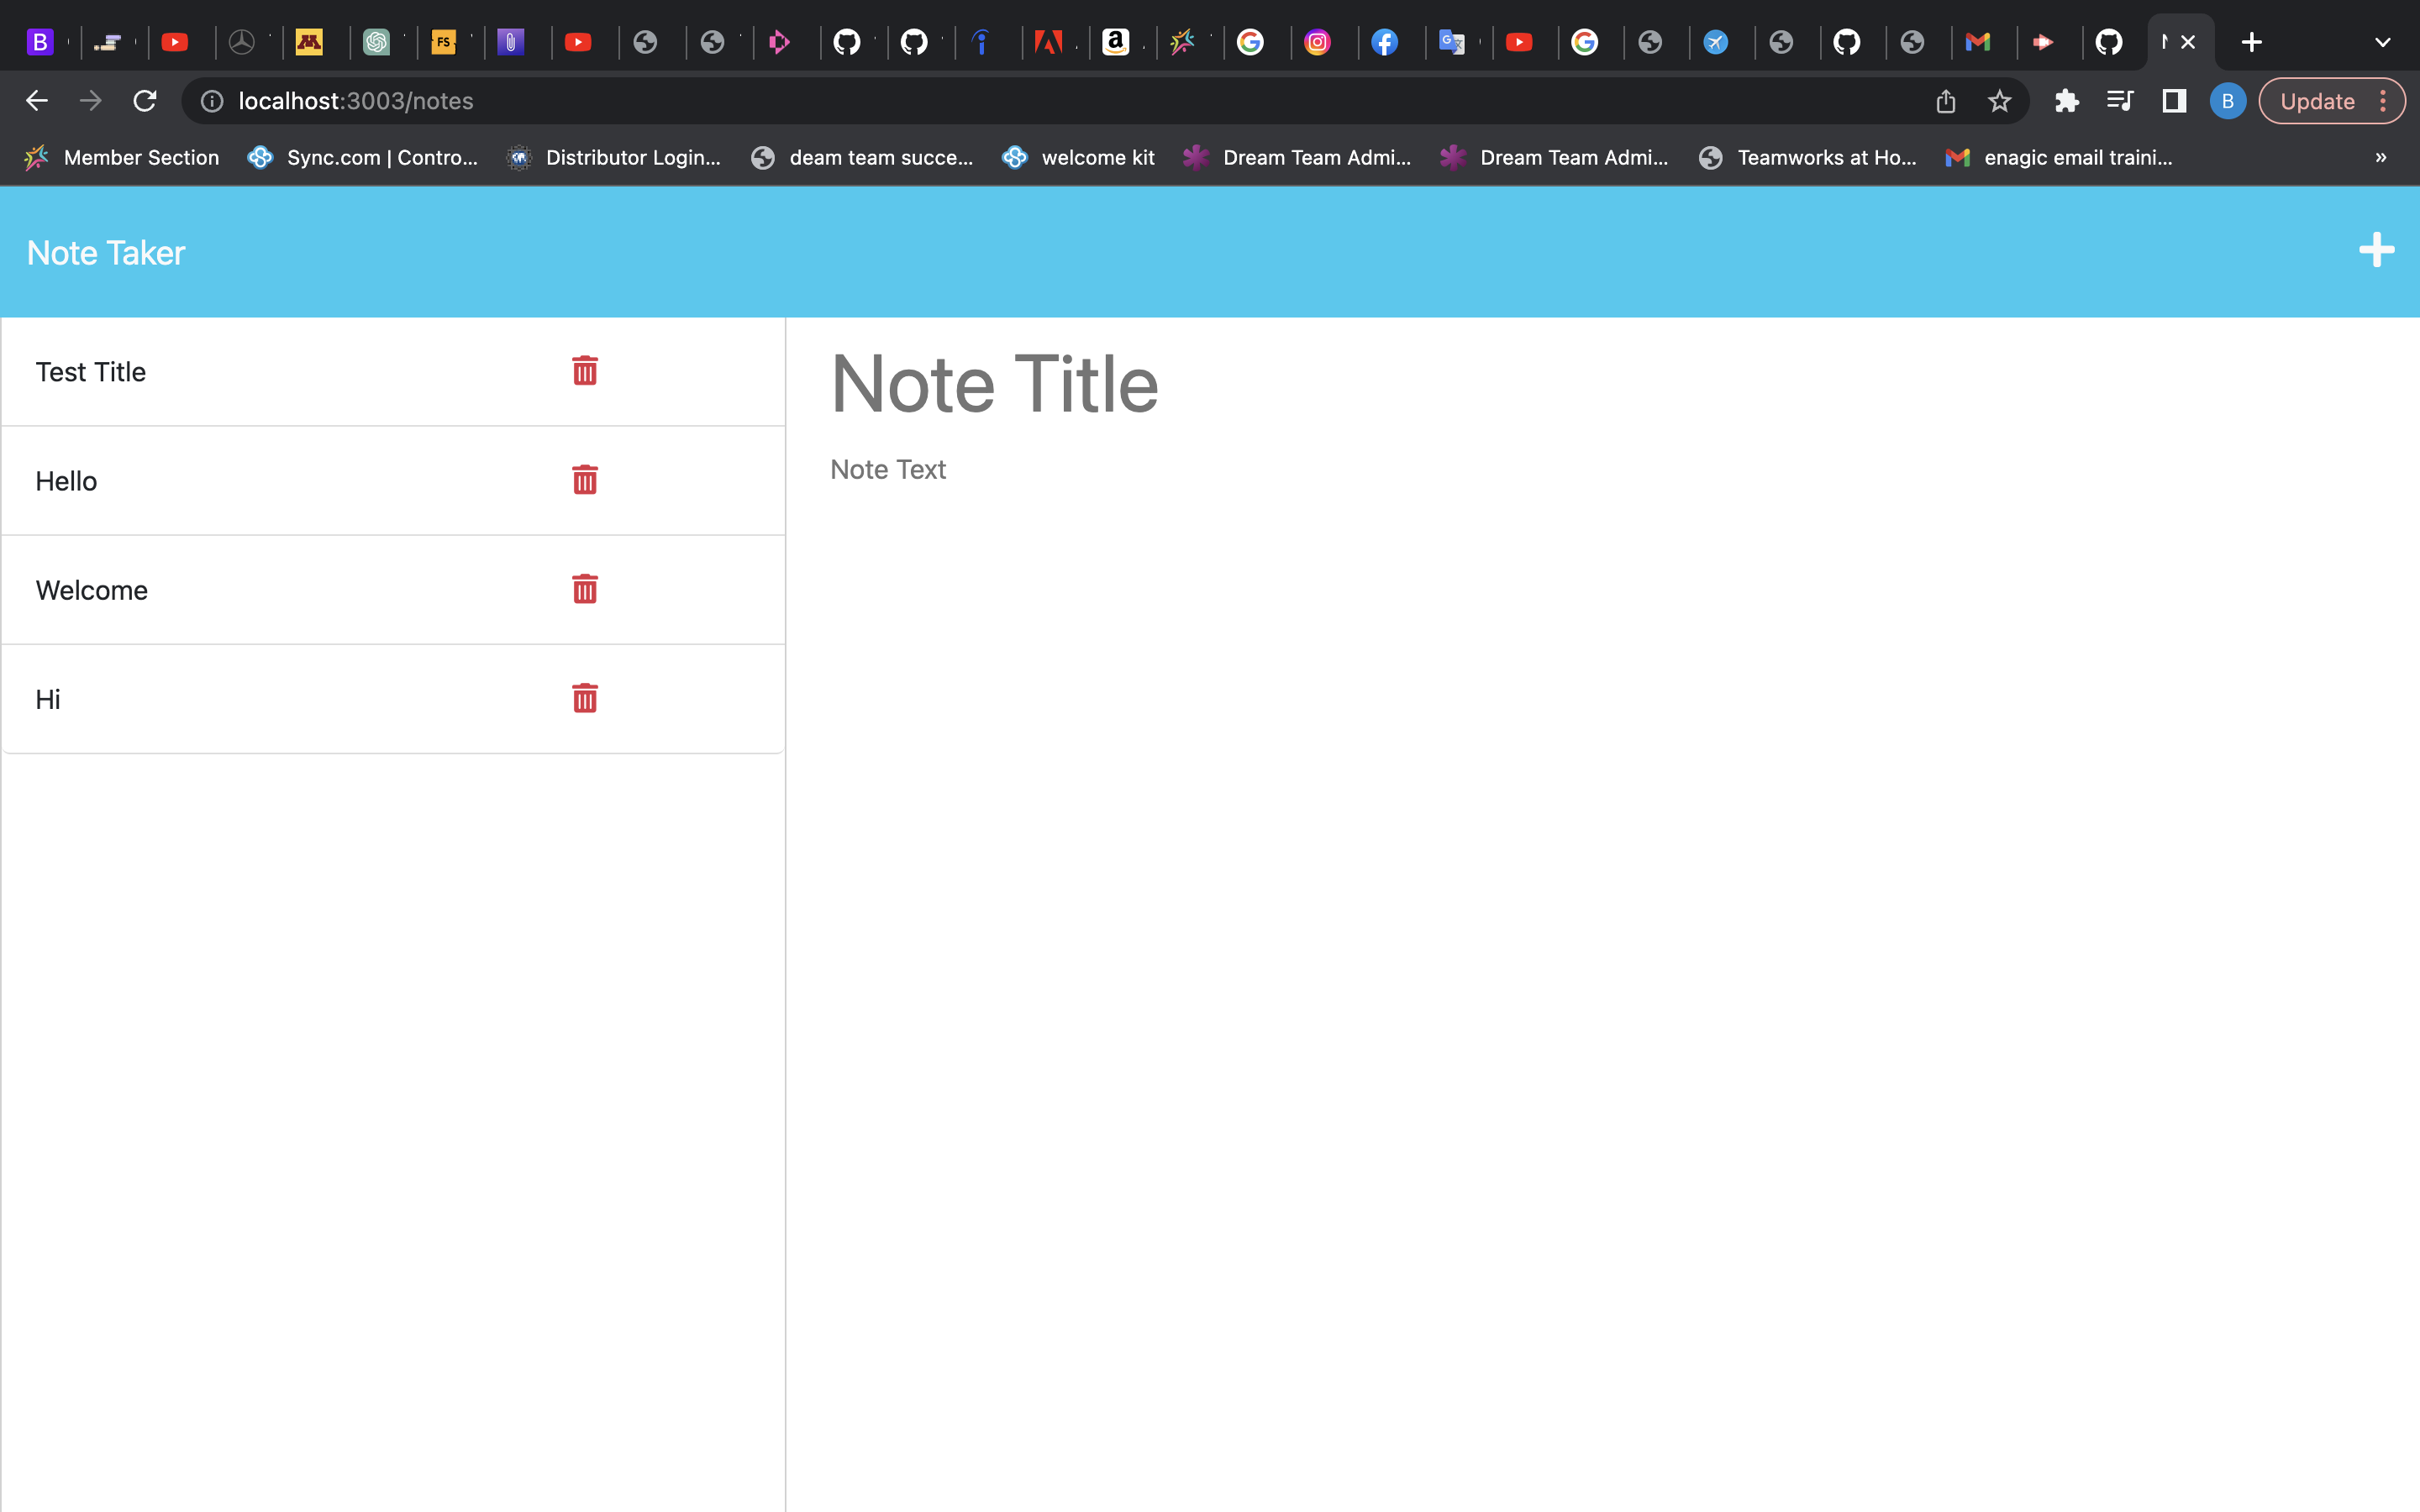 B
FS
a
localhost:3003/notes
B
Update
Member Section
Sync.com | Contro...
Distributor Login...
deam team succe...
welcome kit
Dream Team Admi...
Dream Team Admi...
Teamworks at Ho...
enagic email traini...
»
Note Taker
Test Title
Hello
Welcome
Hi
Note Title
Note Text